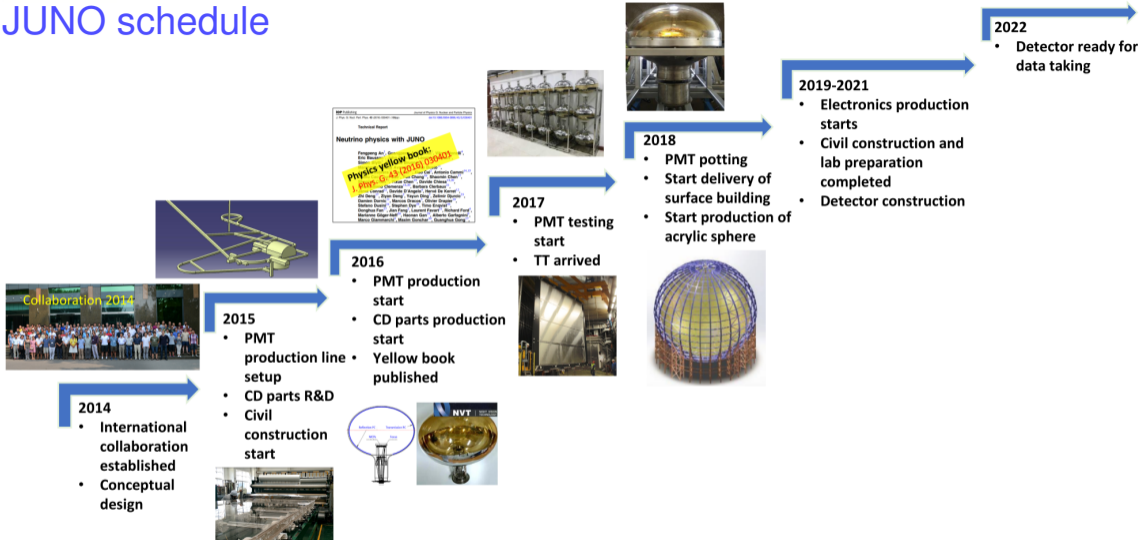 JUNO schedule
Collaboration 2014
2014
• International
collaboration
established
• Conceptual
design
2015
• PMT
production line
setup
• CD parts R&D
• Civil
construction
start
Technical Report
Neutrino physics with JUNO
Physics yellow book:
J. Phys. G. 43 (2016) 030401
2016
• PMT production
start
• CD parts production
start
• Yellow book
published
NVT
2017
• PMT testing
start
• TT arrived
2018
• PMT potting
• Start delivery of
surface building
• Start production of
acrylic sphere
2019-2021
• Electronics production
starts
• Civil construction and
lab preparation
completed
• Detector construction
2022
• Detector ready for
data taking